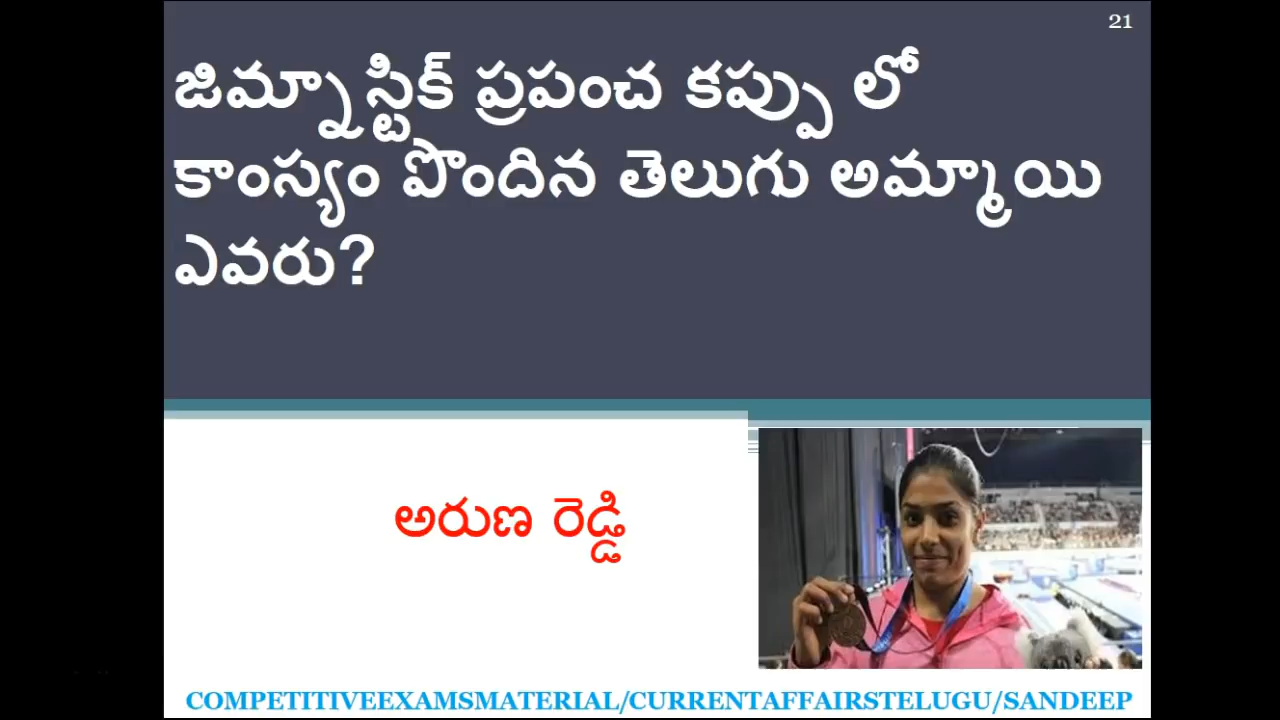 21
జిమ్నాస్టిక్ ప్రపంచ కప్పు లో
కాంస్యం పొందిన తెలుగు అమ్మాయి
ఎవరు?
అరుణ రెడ్డి
COMPETITIVEEXAMSMATERIAL/CURRENTAFFAIRSTELUGU/SANDEEP